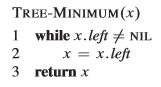 TREE-MINIMUM(x)
1 while x.left ≠ NIL
2 x = x.left
3 return x